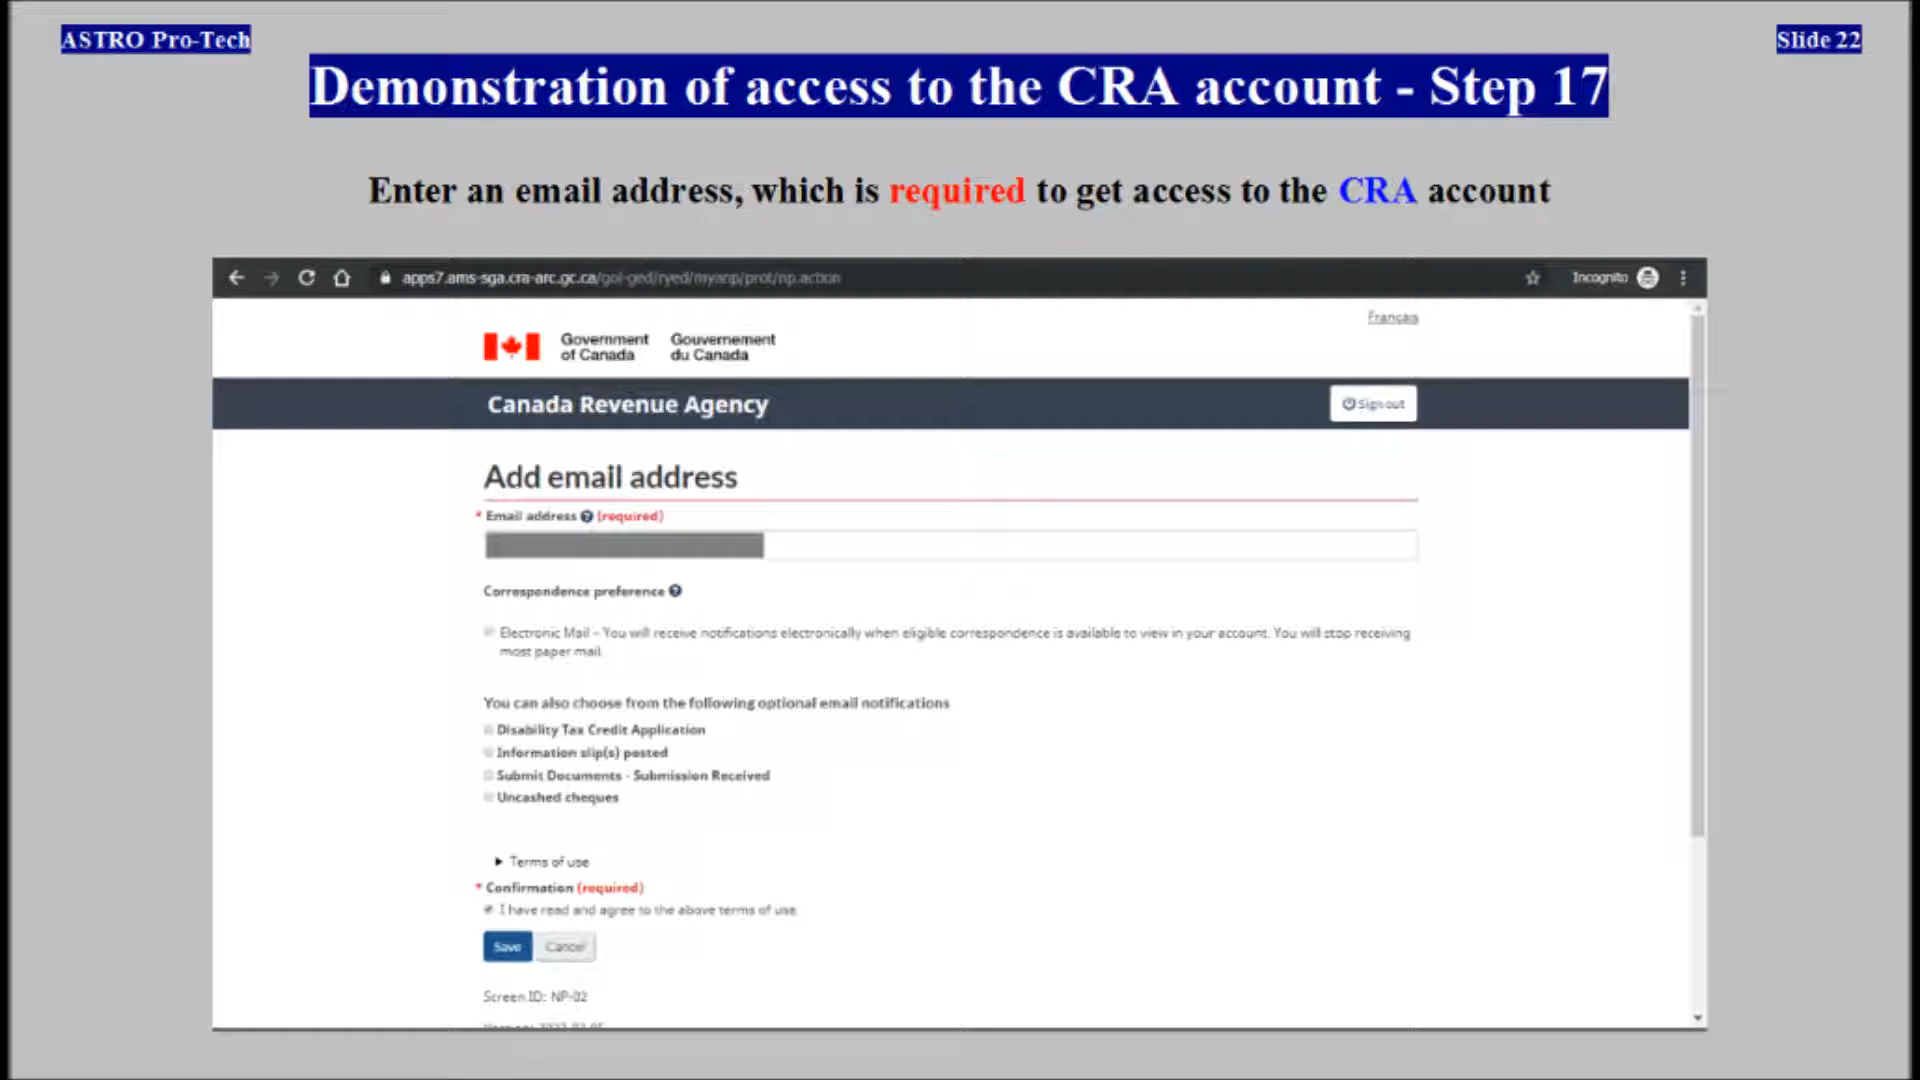 ASTRO Pro-Tech
Slide 22
Demonstration of access to the CRA account - Step 17
Enter an email address, which is required to get access to the CRA account
apps7.ams-sga.cra-arc.gc.ca/gol-ged/ryed/myanp/prot/np.action
Incognito
Français
Government of Canada
Gouvernement du Canada
Canada Revenue Agency
Sign out
Add email address
* Email address (required)
Correspondence preference
Electronic Mail – You will receive notifications electronically when eligible correspondence is available to view in your account. You will stop receiving
most paper mail.
You can also choose from the following optional email notifications
Disability Tax Credit Application
Information slip(s) posted
Submit Documents - Submission Received
Uncashed cheques
Terms of use
* Confirmation (required)
I have read and agree to the above terms of use
Save
Cancel
Screen ID: NP-02